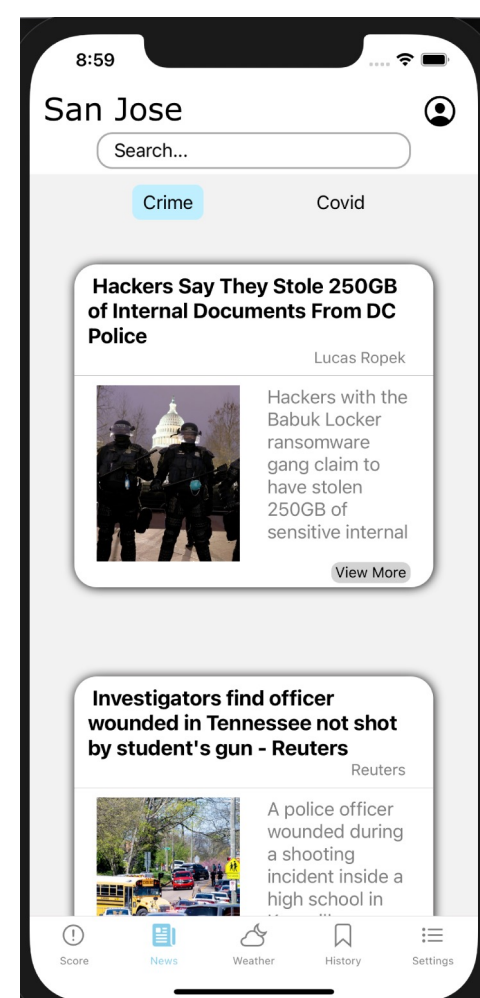 8:59
San Jose
Search...
Crime Covid
Hackers Say They Stole 250GB
of Internal Documents From DC
Police
Lucas Ropek
Hackers with the
Babuk Locker
ransomware
gang claim to
have stolen
250GB of
sensitive internal
View More
Investigators find officer
wounded in Tennessee not shot
by student's gun - Reuters
Reuters
A police officer
wounded during
a shooting
incident inside a
high school in
Score News Weather History Settings